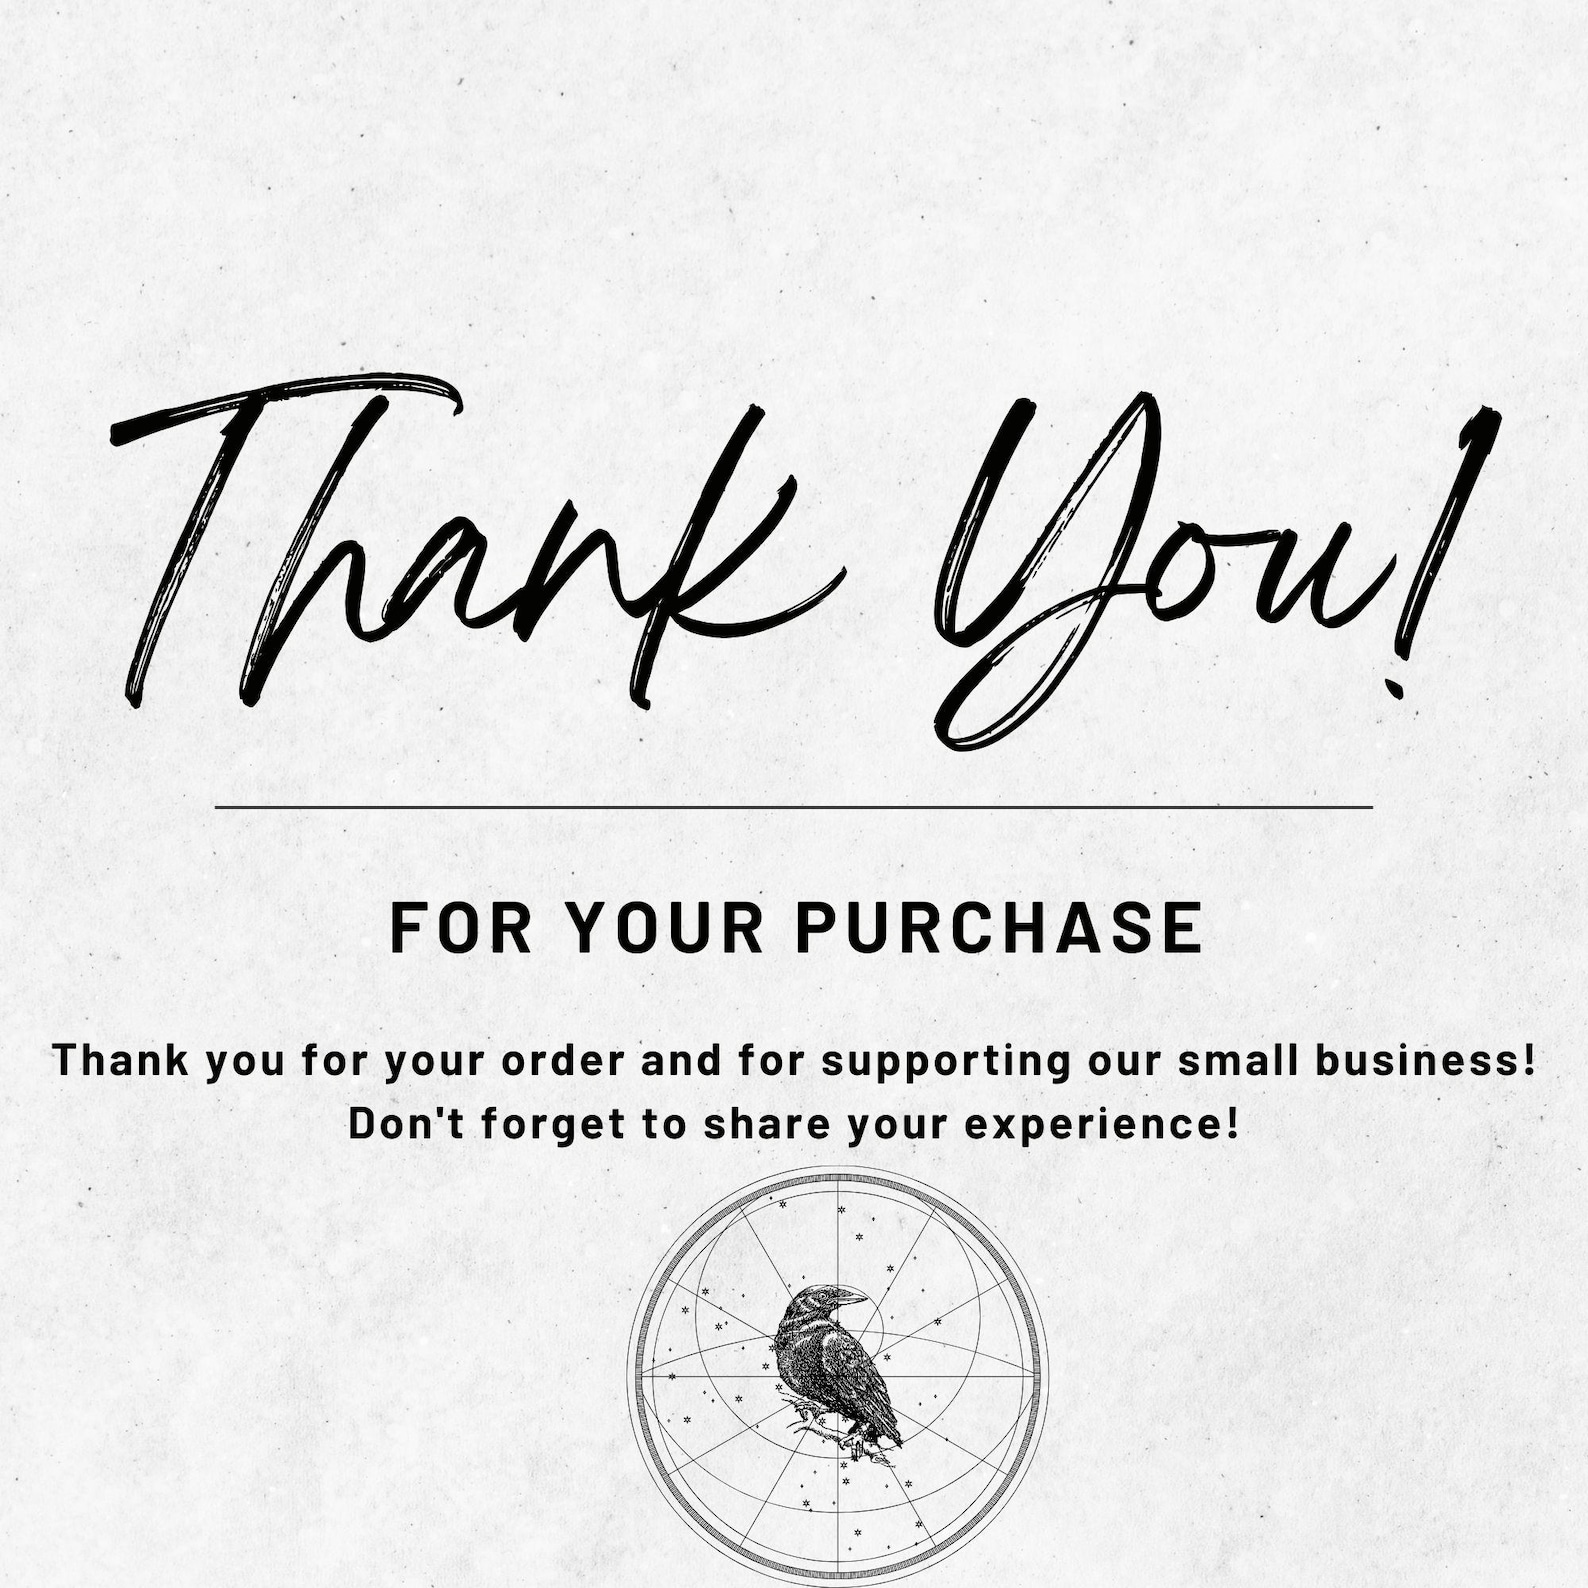 Thank You!
FOR YOUR PURCHASE
Thank you for your order and for supporting our small business!
Don't forget to share your experience!